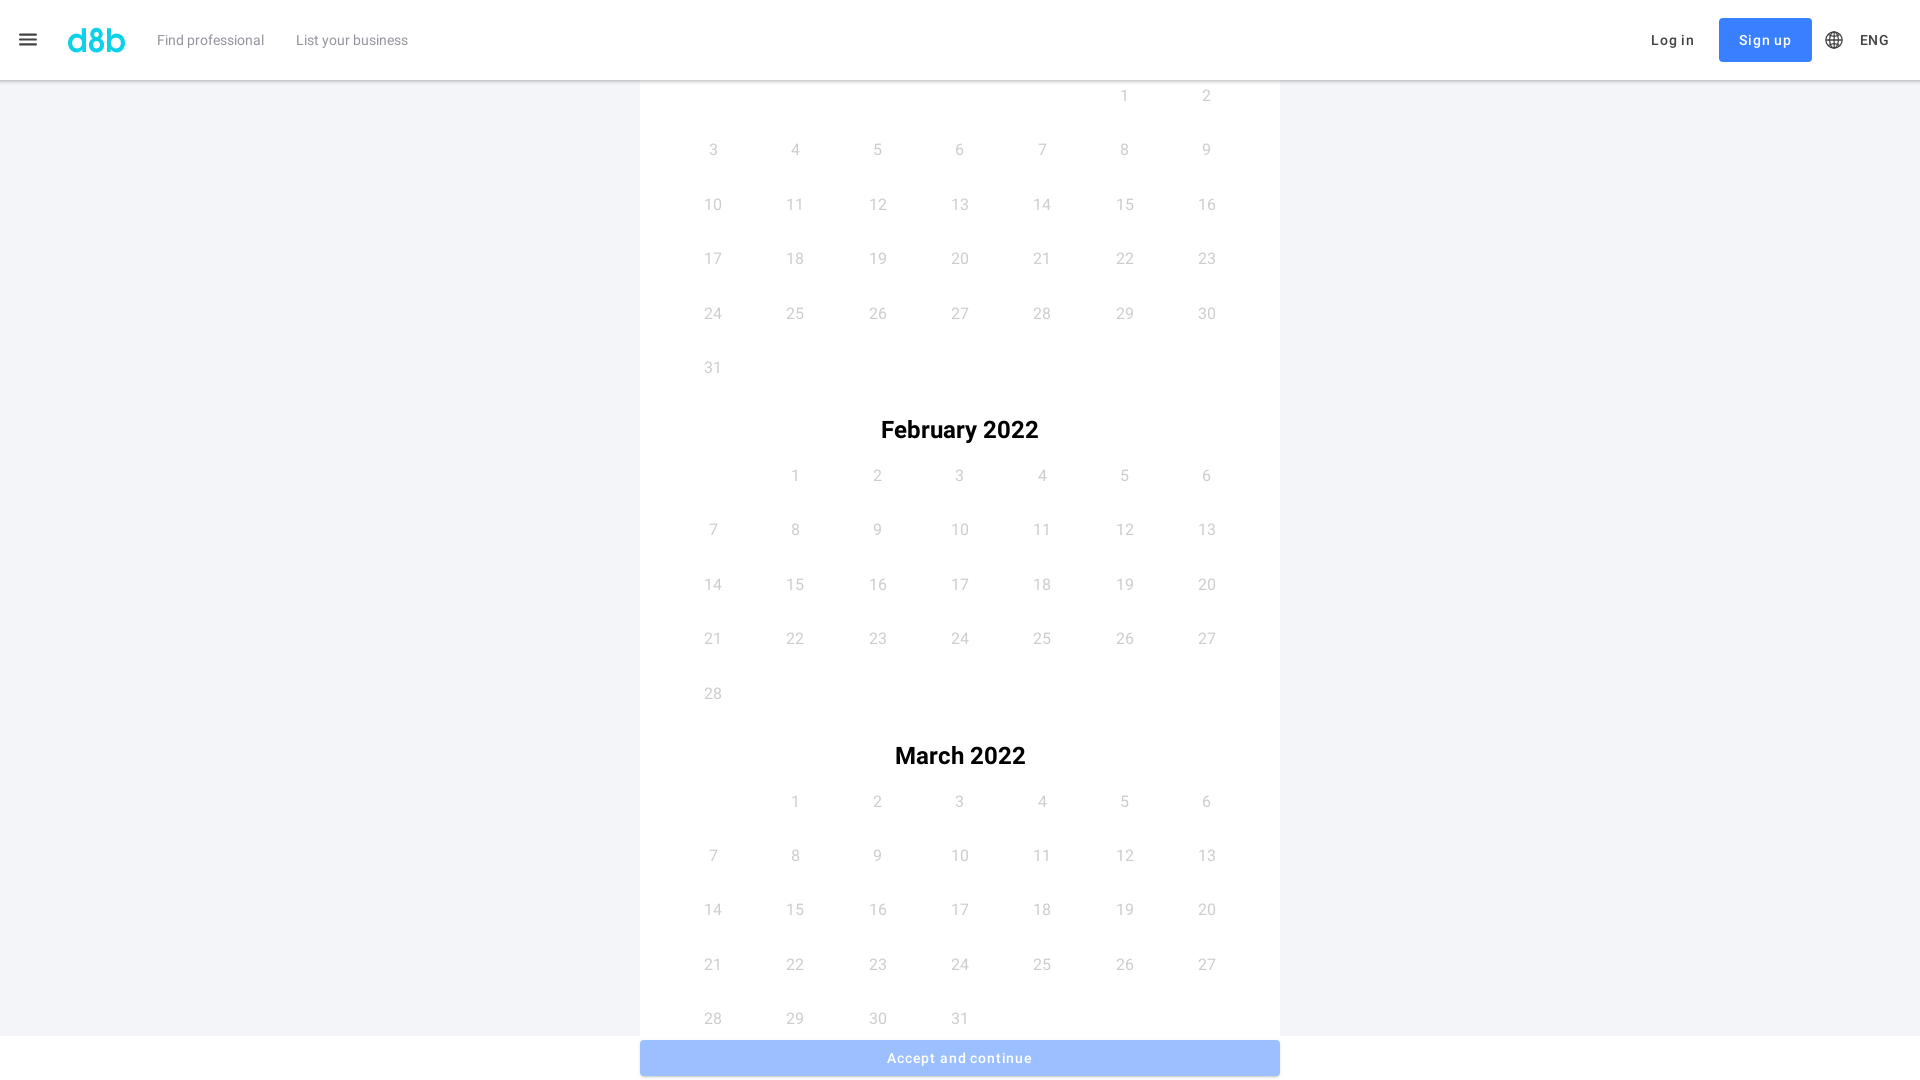 d8b Find professional List your business Log in Sign up ENG
1 2
3 4 5 6 7 8 9
10 11 12 13 14 15 16
17 18 19 20 21 22 23
24 25 26 27 28 29 30
31
February 2022
1 2 3 4 5 6
7 8 9 10 11 12 13
14 15 16 17 18 19 20
21 22 23 24 25 26 27
28
March 2022
1 2 3 4 5 6
7 8 9 10 11 12 13
14 15 16 17 18 19 20
21 22 23 24 25 26 27
28 29 30 31
Accept and continue